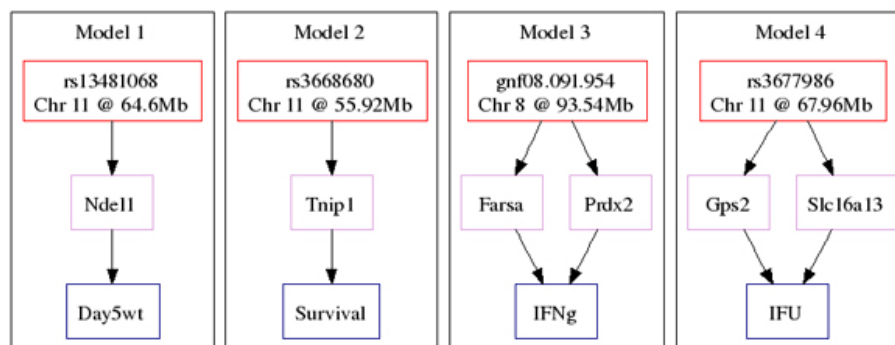 Model 1
rs13481068
Chr 11 @ 64.6Mb
Ndel1
Day5wt
Model 2
rs3668680
Chr 11 @ 55.92Mb
Tnip1
Survival
Model 3
gnf08.091.954
Chr 8 @ 93.54Mb
Farsa
Prdx2
IFNg
Model 4
rs3677986
Chr 11 @ 67.96Mb
Gps2
Slc16a13
IFU